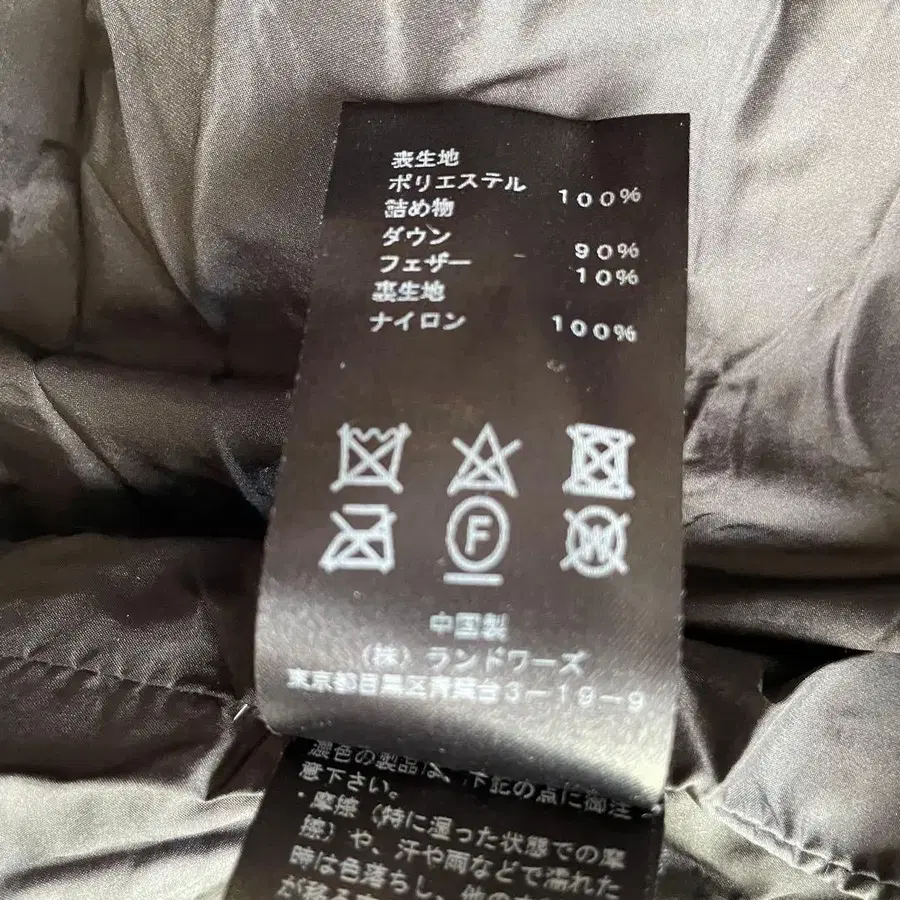 表生地
ポリエステル 100%
詰め物
ダウン 90%
フェザー 10%
裏生地
ナイロン 100%
F
W
中国製
(株)ランドワーズ
東京都目黒区青葉台3-19-9
濃色の製品は、下記の点に御注
意下さい。
・摩擦(特に湿った状態での摩
擦)や、汗や雨などで濡れた
時は色落ちし、他の